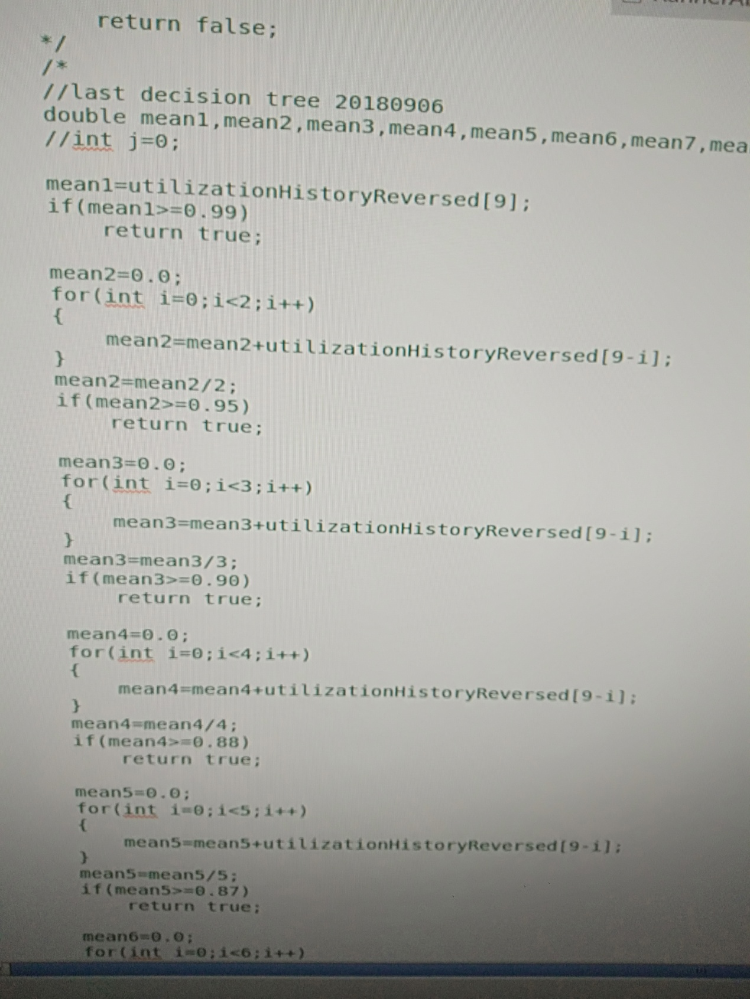 return false;
*/
/*
//last decision tree 20180906
double mean1,mean2,mean3,mean4,mean5,mean6,mean7,mea
//int j=0;
mean1=utilizationHistoryReversed[9];
if(mean1>=0.99)
return true;
mean2=0.0;
for(int i=0;i<2;i++)
{
mean2=mean2+utilizationHistoryReversed[9-i];
}
mean2=mean2/2;
if(mean2>=0.95)
return true;
mean3=0.0;
for(int i=0;i<3;i++)
{
mean3=mean3+utilizationHistoryReversed[9-i];
}
mean3=mean3/3;
if(mean3>=0.90)
return true;
mean4=0.0;
for(int i=0;i<4;i++)
{
mean4=mean4+utilizationHistoryReversed[9-i];
}
mean4=mean4/4;
if(mean4>=0.88)
return true;
mean5=0.0;
for(int i=0;i<5;i++)
{
mean5=mean5+utilizationHistoryReversed[9-i];
}
mean5=mean5/5;
if(mean5>=0.87)
return true;
mean6=0.0;
for(int i=0;i<6;i++)